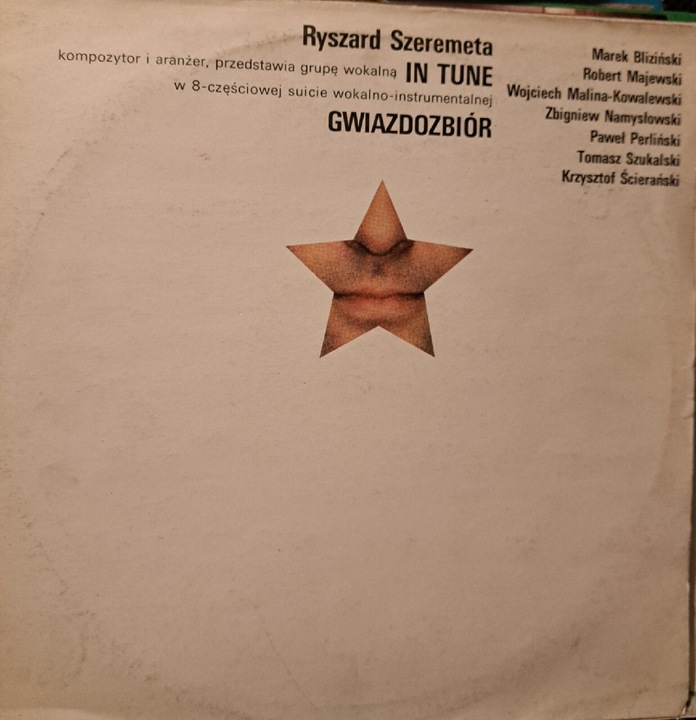 Ryszard Szeremeta
kompozytor i aranżer, przedstawia grupę wokalną IN TUNE
w 8-częściowej suicie wokalno-instrumentalnej
GWIAZDOZBIÓR
Marek Bliziński
Robert Majewski
Wojciech Malina-Kowalewski
Zbigniew Namysłowski
Paweł Perliński
Tomasz Szukalski
Krzysztof Ścierański